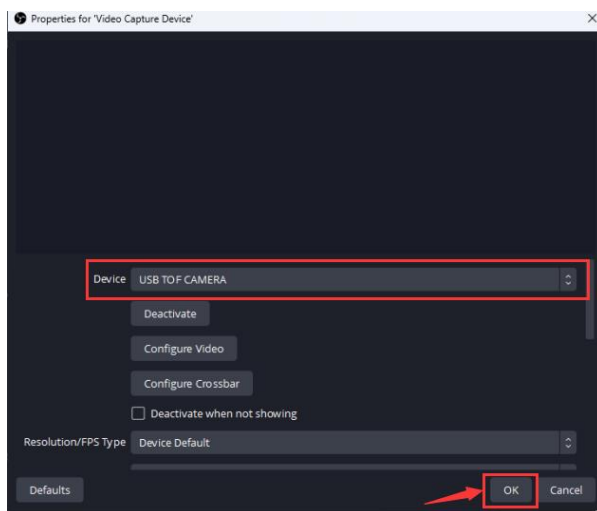 Properties for 'Video Capture Device'
Device USB TOF CAMERA
Deactivate
Configure Video
Configure Crossbar
Deactivate when not showing
Resolution/FPS Type Device Default
Defaults OK Cancel